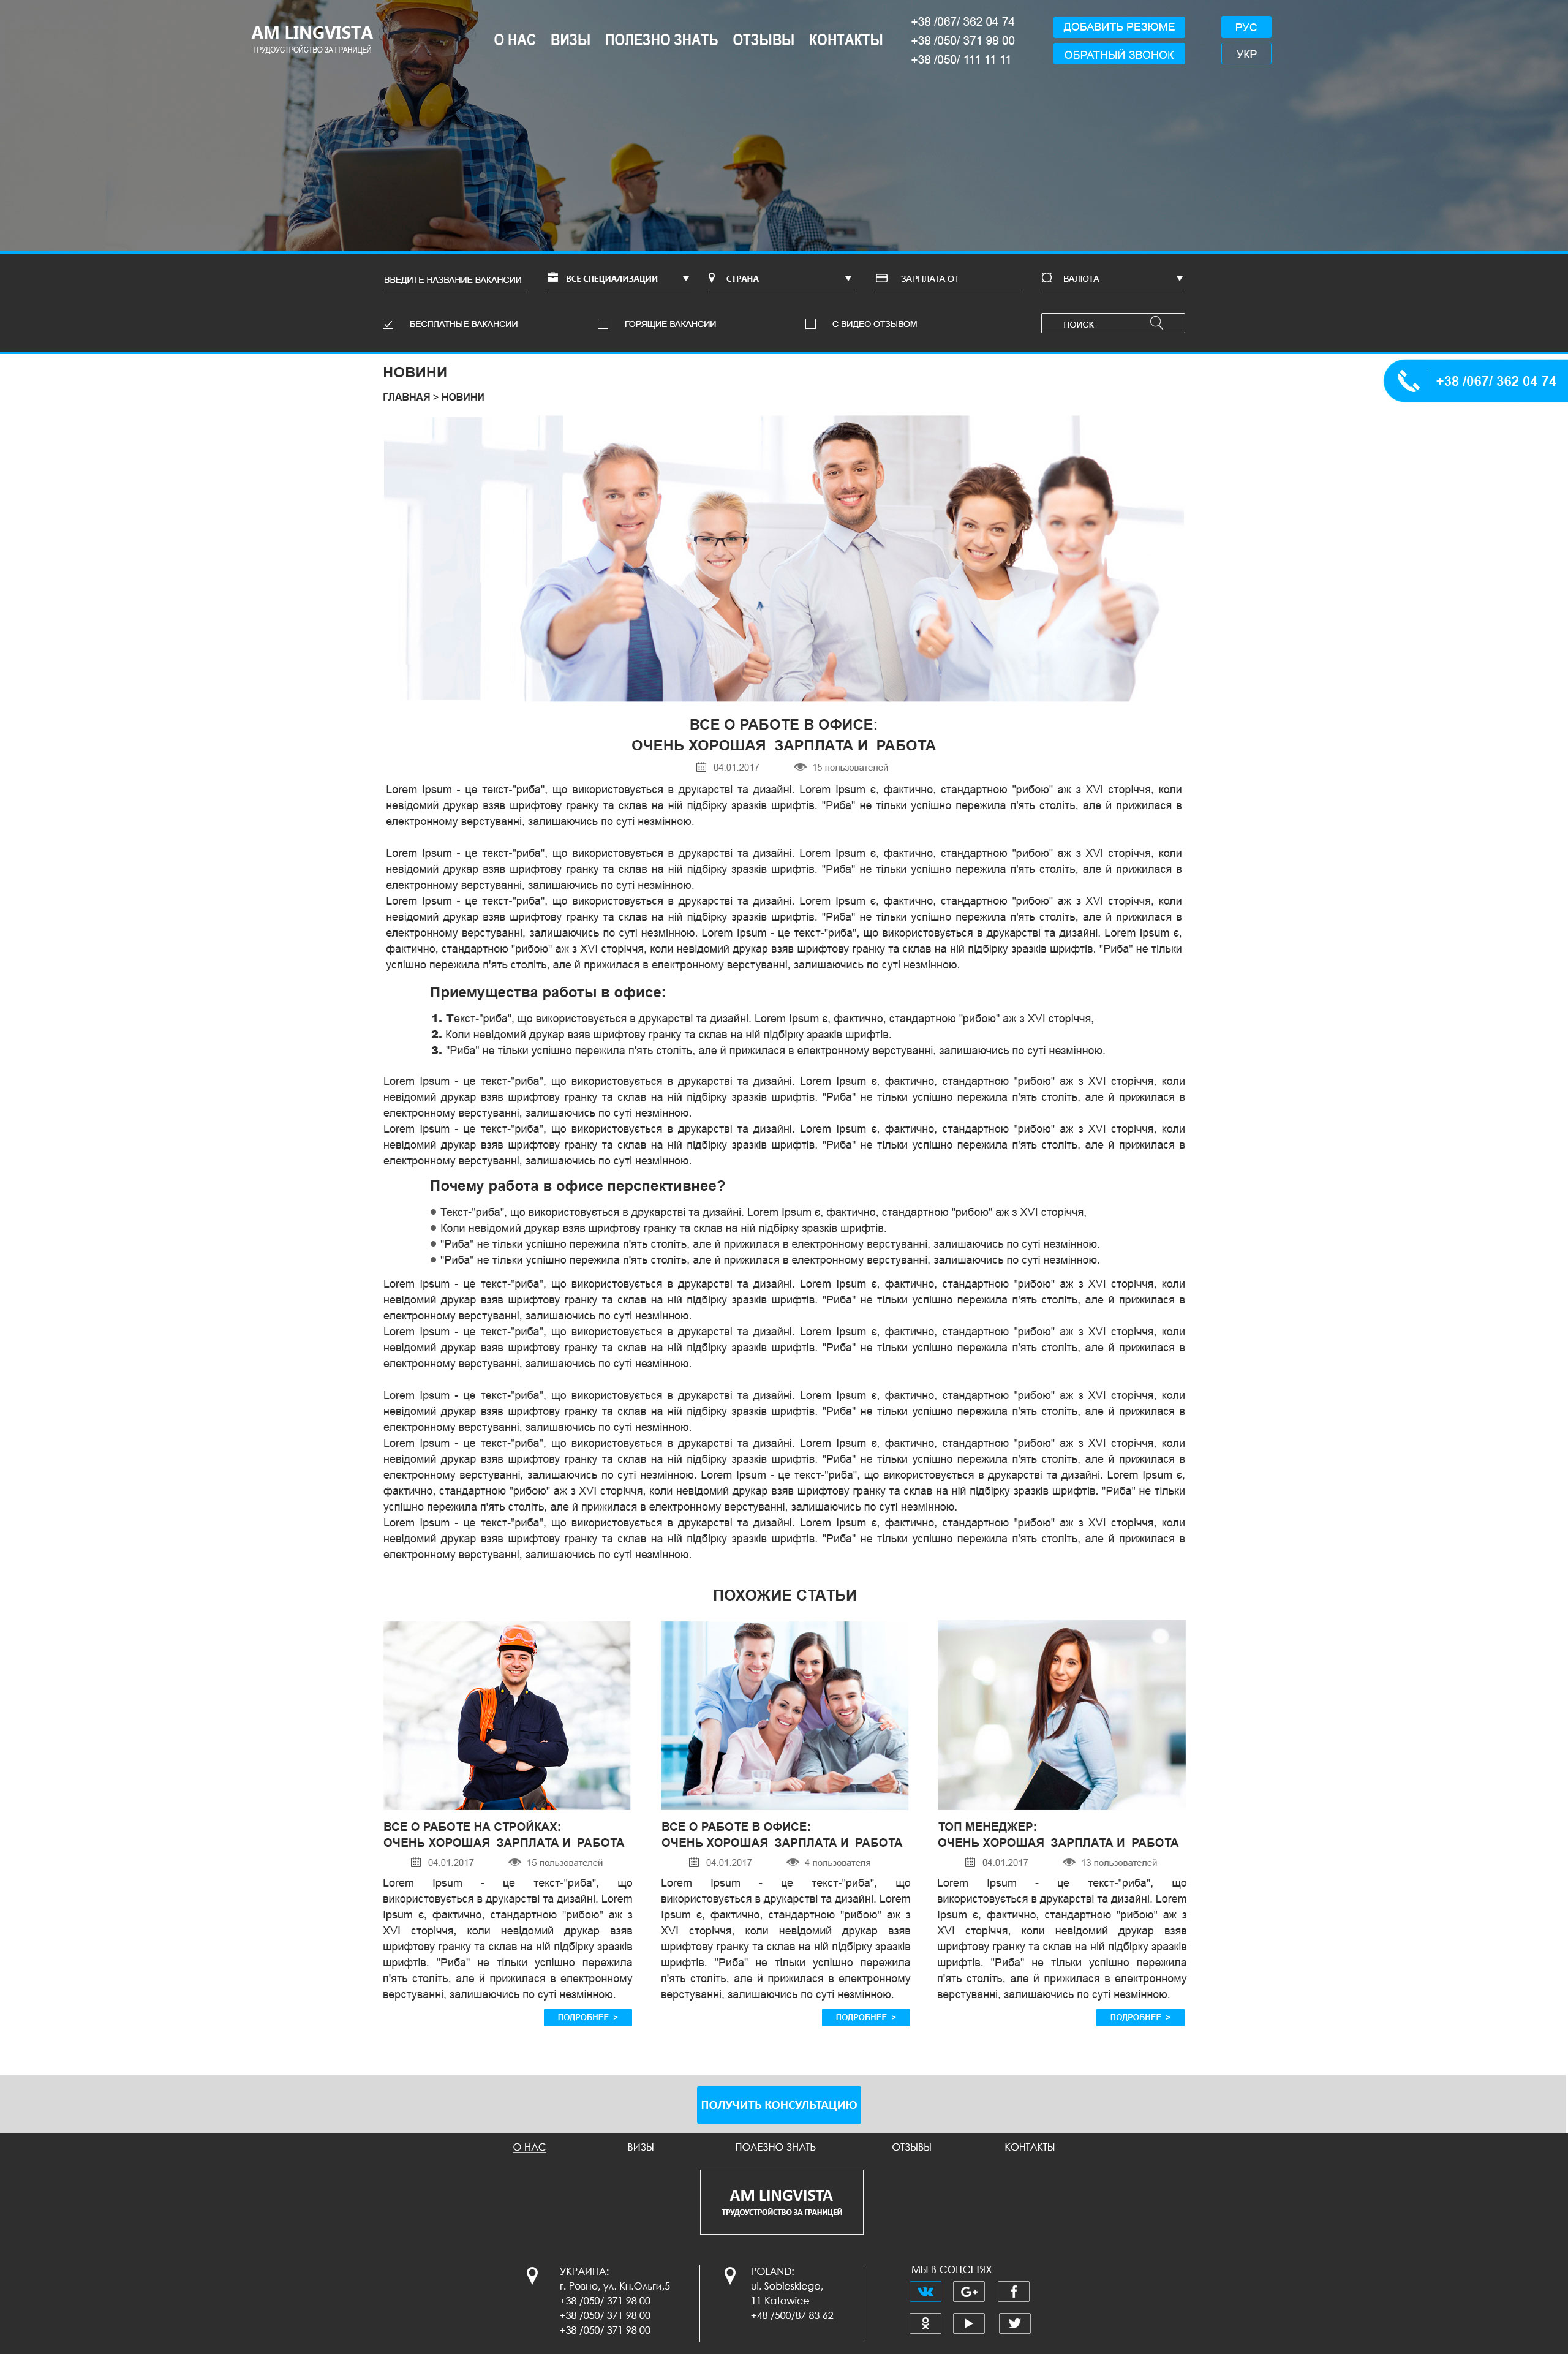 AM LINGVISTA
ТРУДОУСТРОЙСТВО ЗА ГРАНИЦЕЙ
О НАС ВИЗЫ ПОЛЕЗНО ЗНАТЬ ОТЗЫВЫ КОНТАКТЫ
+38 /067/ 362 04 74
+38 /050/ 371 98 00
+38 /050/ 111 11 11
ДОБАВИТЬ РЕЗЮМЕ
ОБРАТНЫЙ ЗВОНОК
РУС
УКР
ВВЕДИТЕ НАЗВАНИЕ ВАКАНСИИ ВСЕ СПЕЦИАЛИЗАЦИИ СТРАНА ЗАРПЛАТА ОТ ВАЛЮТА
БЕСПЛАТНЫЕ ВАКАНСИИ ГОРЯЩИЕ ВАКАНСИИ С ВИДЕО ОТЗЫВОМ ПОИСК
НОВИНИ
+38 /067/ 362 04 74
ГЛАВНАЯ > НОВИНИ
ВСЕ О РАБОТЕ В ОФИСЕ:
ОЧЕНЬ ХОРОШАЯ ЗАРПЛАТА И РАБОТА
04.01.2017 15 пользователей
Lorem Ipsum - це текст-"риба", що використовується в друкарстві та дизайні. Lorem Ipsum є, фактично, стандартною "рибою" аж з XVI сторіччя, коли
невідомий друкар взяв шрифтову гранку та склав на ній підбірку зразків шрифтів. "Риба" не тільки успішно пережила п'ять століть, але й прижилася в
електронному верстуванні, залишаючись по суті незмінною.
Lorem Ipsum - це текст-"риба", що використовується в друкарстві та дизайні. Lorem Ipsum є, фактично, стандартною "рибою" аж з XVI сторіччя, коли
невідомий друкар взяв шрифтову гранку та склав на ній підбірку зразків шрифтів. "Риба" не тільки успішно пережила п'ять століть, але й прижилася в
електронному верстуванні, залишаючись по суті незмінною.
Lorem Ipsum - це текст-"риба", що використовується в друкарстві та дизайні. Lorem Ipsum є, фактично, стандартною "рибою" аж з XVI сторіччя, коли
невідомий друкар взяв шрифтову гранку та склав на ній підбірку зразків шрифтів. "Риба" не тільки успішно пережила п'ять століть, але й прижилася в
електронному верстуванні, залишаючись по суті незмінною. Lorem Ipsum - це текст-"риба", що використовується в друкарстві та дизайні. Lorem Ipsum є,
фактично, стандартною "рибою" аж з XVI сторіччя, коли невідомий друкар взяв шрифтову гранку та склав на ній підбірку зразків шрифтів. "Риба" не тільки
успішно пережила п'ять століть, але й прижилася в електронному верстуванні, залишаючись по суті незмінною.
Приемущества работы в офисе:
1. Текст-"риба", що використовується в друкарстві та дизайні. Lorem Ipsum є, фактично, стандартною "рибою" аж з XVI сторіччя,
2. Коли невідомий друкар взяв шрифтову гранку та склав на ній підбірку зразків шрифтів.
3. "Риба" не тільки успішно пережила п'ять століть, але й прижилася в електронному верстуванні, залишаючись по суті незмінною.
Lorem Ipsum - це текст-"риба", що використовується в друкарстві та дизайні. Lorem Ipsum є, фактично, стандартною "рибою" аж з XVI сторіччя, коли
невідомий друкар взяв шрифтову гранку та склав на ній підбірку зразків шрифтів. "Риба" не тільки успішно пережила п'ять століть, але й прижилася в
електронному верстуванні, залишаючись по суті незмінною.
Lorem Ipsum - це текст-"риба", що використовується в друкарстві та дизайні. Lorem Ipsum є, фактично, стандартною "рибою" аж з XVI сторіччя, коли
невідомий друкар взяв шрифтову гранку та склав на ній підбірку зразків шрифтів. "Риба" не тільки успішно пережила п'ять століть, але й прижилася в
електронному верстуванні, залишаючись по суті незмінною.
Почему работа в офисе перспективнее?
● Текст-"риба", що використовується в друкарстві та дизайні. Lorem Ipsum є, фактично, стандартною "рибою" аж з XVI сторіччя,
● Коли невідомий друкар взяв шрифтову гранку та склав на ній підбірку зразків шрифтів.
● "Риба" не тільки успішно пережила п'ять століть, але й прижилася в електронному верстуванні, залишаючись по суті незмінною.
● "Риба" не тільки успішно пережила п'ять століть, але й прижилася в електронному верстуванні, залишаючись по суті незмінною.
Lorem Ipsum - це текст-"риба", що використовується в друкарстві та дизайні. Lorem Ipsum є, фактично, стандартною "рибою" аж з XVI сторіччя, коли
невідомий друкар взяв шрифтову гранку та склав на ній підбірку зразків шрифтів. "Риба" не тільки успішно пережила п'ять століть, але й прижилася в
електронному верстуванні, залишаючись по суті незмінною.
Lorem Ipsum - це текст-"риба", що використовується в друкарстві та дизайні. Lorem Ipsum є, фактично, стандартною "рибою" аж з XVI сторіччя, коли
невідомий друкар взяв шрифтову гранку та склав на ній підбірку зразків шрифтів. "Риба" не тільки успішно пережила п'ять століть, але й прижилася в
електронному верстуванні, залишаючись по суті незмінною.
Lorem Ipsum - це текст-"риба", що використовується в друкарстві та дизайні. Lorem Ipsum є, фактично, стандартною "рибою" аж з XVI сторіччя, коли
невідомий друкар взяв шрифтову гранку та склав на ній підбірку зразків шрифтів. "Риба" не тільки успішно пережила п'ять століть, але й прижилася в
електронному верстуванні, залишаючись по суті незмінною.
Lorem Ipsum - це текст-"риба", що використовується в друкарстві та дизайні. Lorem Ipsum є, фактично, стандартною "рибою" аж з XVI сторіччя, коли
невідомий друкар взяв шрифтову гранку та склав на ній підбірку зразків шрифтів. "Риба" не тільки успішно пережила п'ять століть, але й прижилася в
електронному верстуванні, залишаючись по суті незмінною. Lorem Ipsum - це текст-"риба", що використовується в друкарстві та дизайні. Lorem Ipsum є,
фактично, стандартною "рибою" аж з XVI сторіччя, коли невідомий друкар взяв шрифтову гранку та склав на ній підбірку зразків шрифтів. "Риба" не тільки
успішно пережила п'ять століть, але й прижилася в електронному верстуванні, залишаючись по суті незмінною.
Lorem Ipsum - це текст-"риба", що використовується в друкарстві та дизайні. Lorem Ipsum є, фактично, стандартною "рибою" аж з XVI сторіччя, коли
невідомий друкар взяв шрифтову гранку та склав на ній підбірку зразків шрифтів. "Риба" не тільки успішно пережила п'ять століть, але й прижилася в
електронному верстуванні, залишаючись по суті незмінною.
ПОХОЖИЕ СТАТЬИ
ВСЕ О РАБОТЕ НА СТРОЙКАХ:
ОЧЕНЬ ХОРОШАЯ ЗАРПЛАТА И РАБОТА
04.01.2017 15 пользователей
Lorem Ipsum - це текст-"риба", що
використовується в друкарстві та дизайні. Lorem
Ipsum є, фактично, стандартною "рибою" аж з
XVI сторіччя, коли невідомий друкар взяв
шрифтову гранку та склав на ній підбірку зразків
шрифтів. "Риба" не тільки успішно пережила
п'ять століть, але й прижилася в електронному
верстуванні, залишаючись по суті незмінною.
ПОДРОБНЕЕ >
ВСЕ О РАБОТЕ В ОФИСЕ:
ОЧЕНЬ ХОРОШАЯ ЗАРПЛАТА И РАБОТА
04.01.2017 4 пользователя
Lorem Ipsum - це текст-"риба", що
використовується в друкарстві та дизайні. Lorem
Ipsum є, фактично, стандартною "рибою" аж з
XVI сторіччя, коли невідомий друкар взяв
шрифтову гранку та склав на ній підбірку зразків
шрифтів. "Риба" не тільки успішно пережила
п'ять століть, але й прижилася в електронному
верстуванні, залишаючись по суті незмінною.
ПОДРОБНЕЕ >
ТОП МЕНЕДЖЕР:
ОЧЕНЬ ХОРОШАЯ ЗАРПЛАТА И РАБОТА
04.01.2017 13 пользователей
Lorem Ipsum - це текст-"риба", що
використовується в друкарстві та дизайні. Lorem
Ipsum є, фактично, стандартною "рибою" аж з
XVI сторіччя, коли невідомий друкар взяв
шрифтову гранку та склав на ній підбірку зразків
шрифтів. "Риба" не тільки успішно пережила
п'ять століть, але й прижилася в електронному
верстуванні, залишаючись по суті незмінною.
ПОДРОБНЕЕ >
ПОЛУЧИТЬ КОНСУЛЬТАЦИЮ
О НАС ВИЗЫ ПОЛЕЗНО ЗНАТЬ ОТЗЫВЫ КОНТАКТЫ
AM LINGVISTA
ТРУДОУСТРОЙСТВО ЗА ГРАНИЦЕЙ
УКРАИНА:
г. Ровно, ул. Кн.Ольги,5
+38 /050/ 371 98 00
+38 /050/ 371 98 00
+38 /050/ 371 98 00
POLAND:
ul. Sobieskiego,
11 Katowice
+48 /500/87 83 62
МЫ В СОЦСЕТЯХ